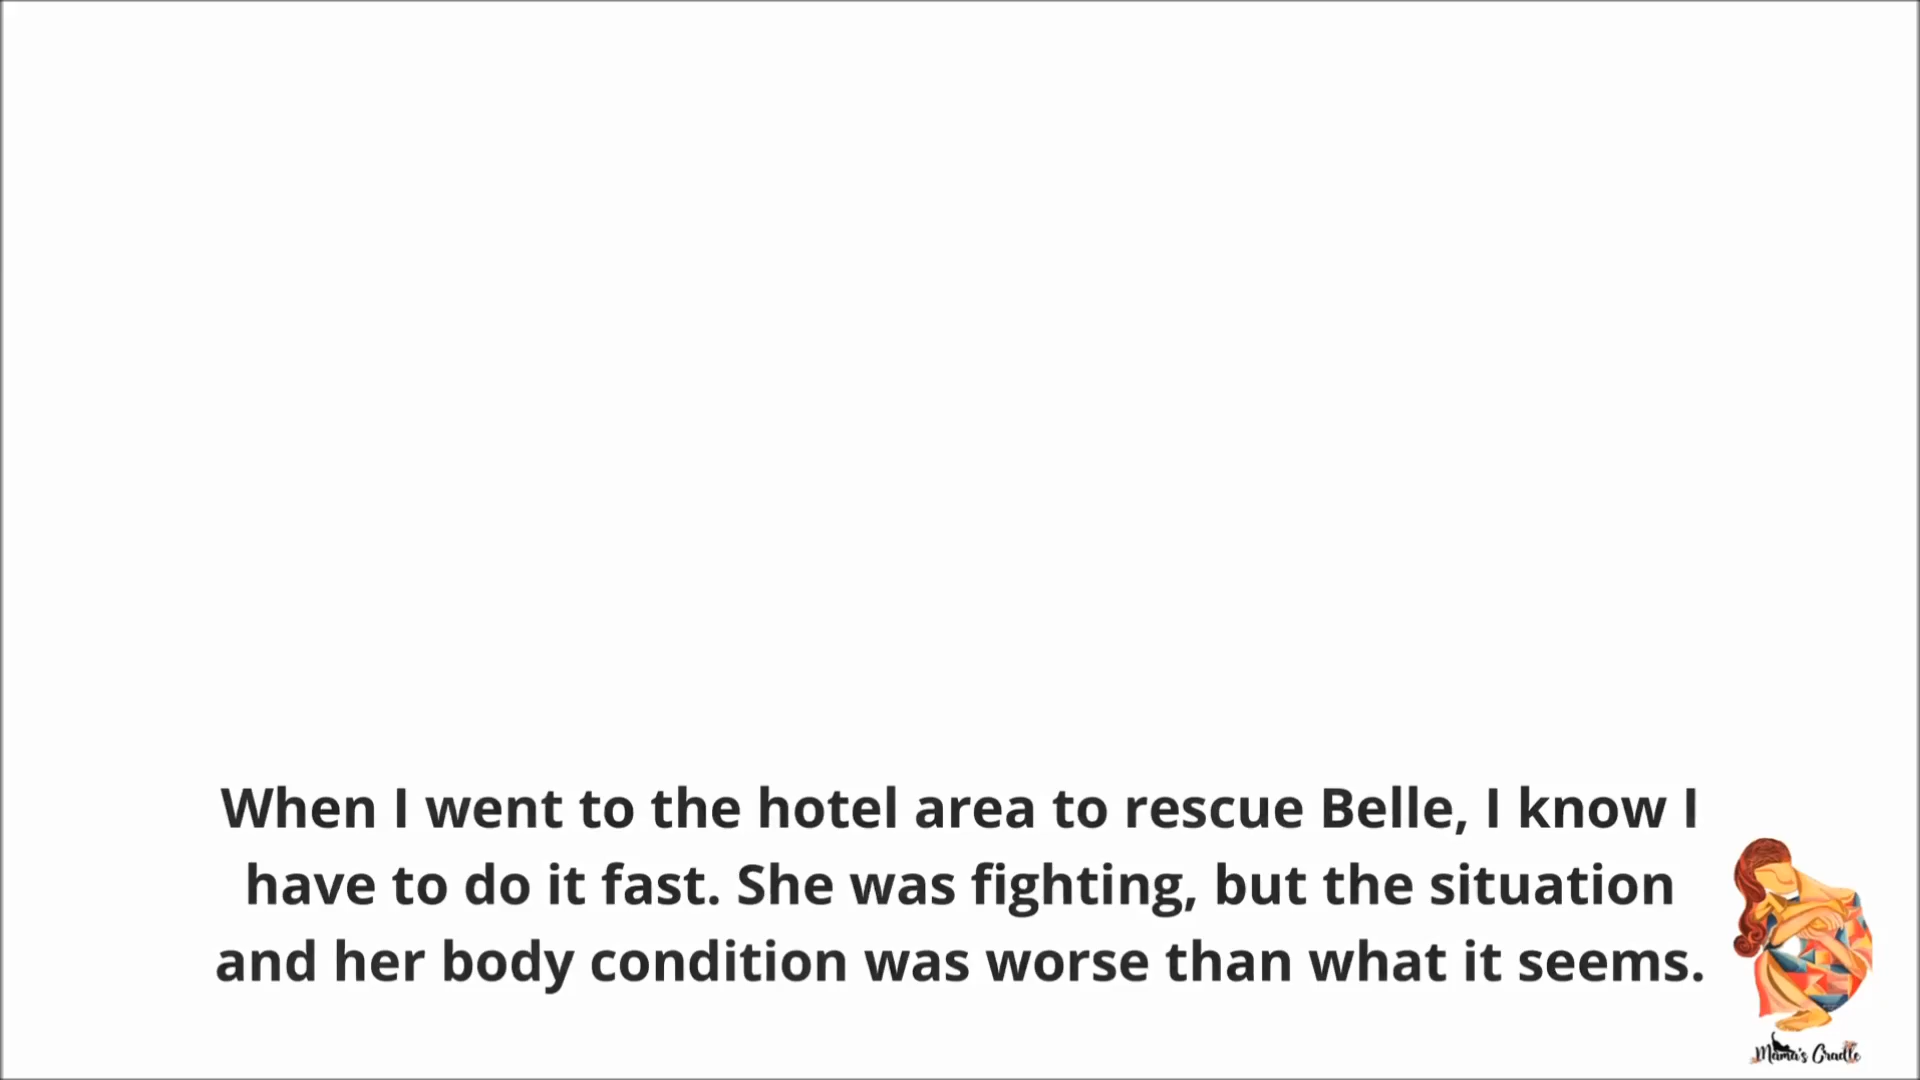 When I went to the hotel area to rescue Belle, I know I
have to do it fast. She was fighting, but the situation
and her body condition was worse than what it seems.
Mama's Cradle